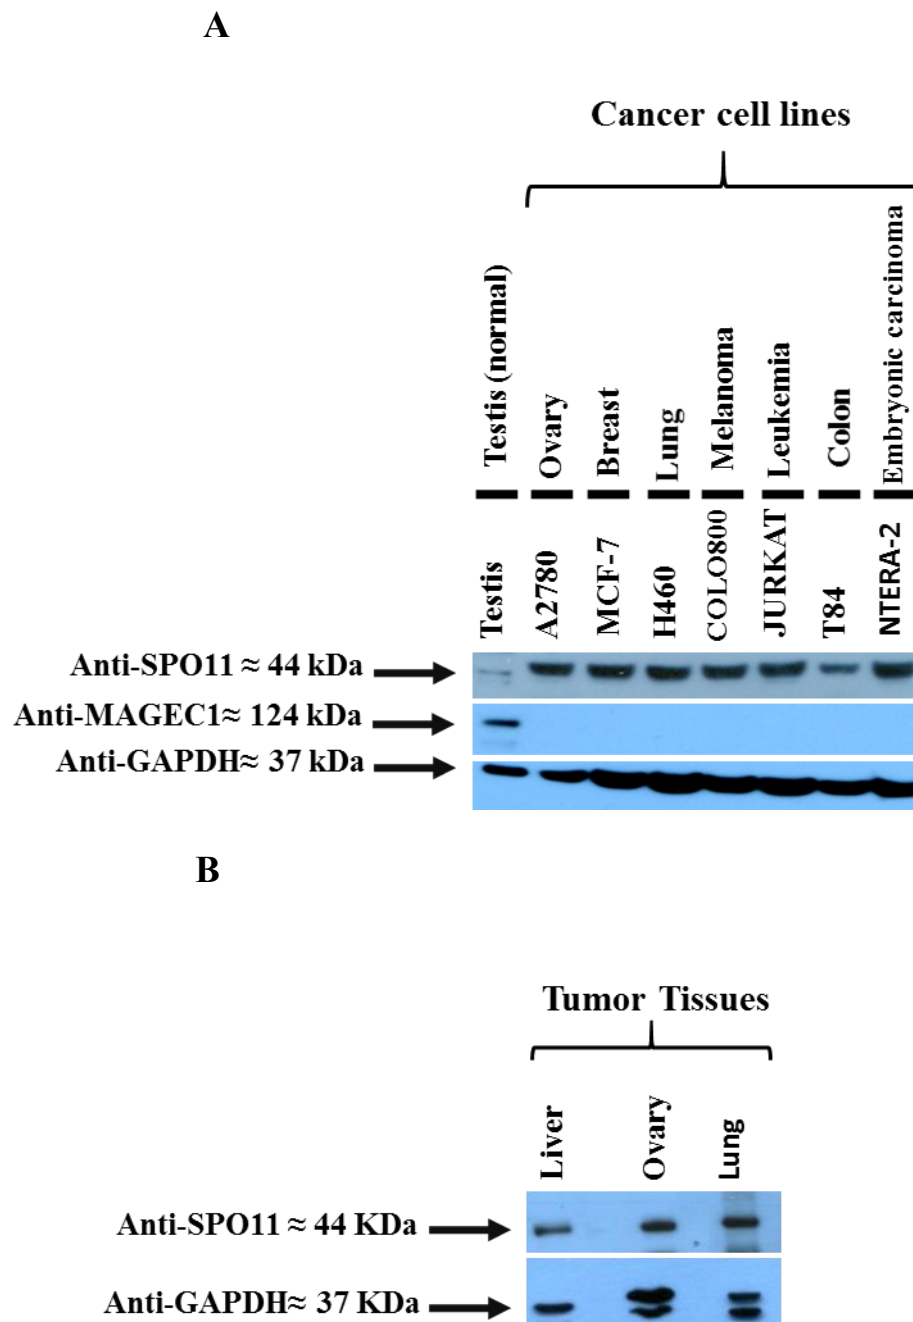 A
Cancer cell lines
Testis (normal)
Ovary
Breast
Lung
Melanoma
Leukemia
Colon
Embryonic carcinoma
Testis
A2780
MCF-7
H460
COLO800
JURKAT
T84
NTERA-2
Anti-SPO11 ≈ 44 kDa
Anti-MAGEC1≈ 124 kDa
Anti-GAPDH≈ 37 kDa
B
Tumor Tissues
Liver
Ovary
Lung
Anti-SPO11 ≈ 44 KDa
Anti-GAPDH≈ 37 KDa